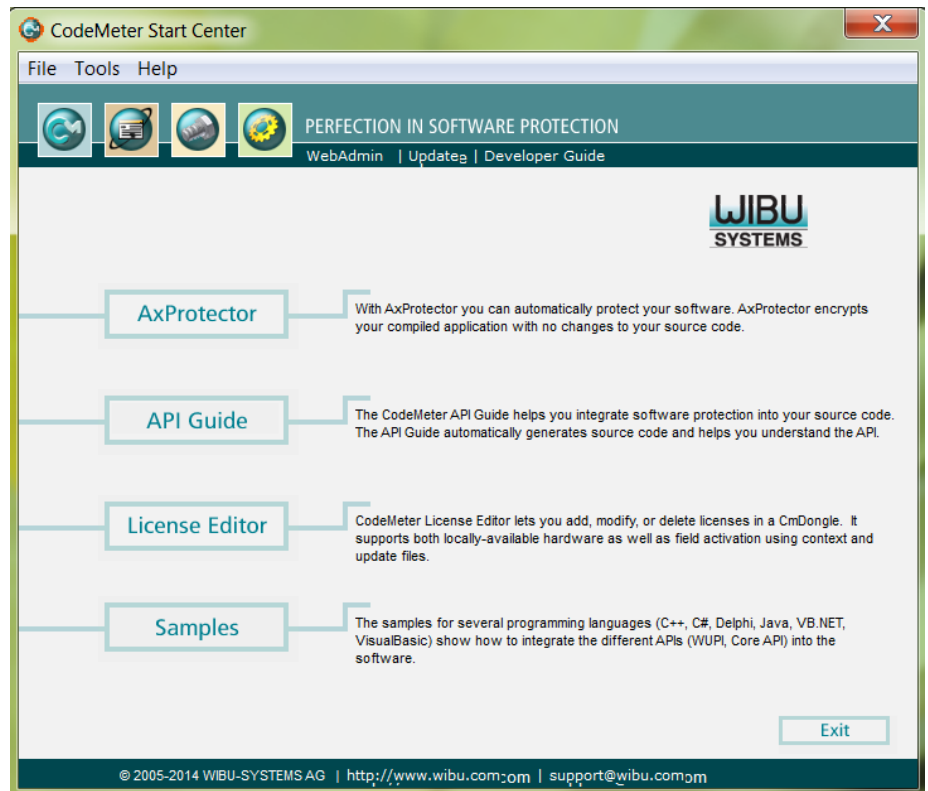 CodeMeter Start Center
X
File Tools Help
PERFECTION IN SOFTWARE PROTECTION
WebAdmin | Updates | Developer Guide
WIBU
SYSTEMS
AxProtector
With AxProtector you can automatically protect your software. AxProtector encrypts
your compiled application with no changes to your source code.
API Guide
The CodeMeter API Guide helps you integrate software protection into your source code.
The API Guide automatically generates source code and helps you understand the API.
License Editor
CodeMeter License Editor lets you add, modify, or delete licenses in a CmDongle. It
supports both locally-available hardware as well as field activation using context and
update files.
Samples
The samples for several programming languages (C++, C#, Delphi, Java, VB.NET,
VisualBasic) show how to integrate the different APIs (WUPI, Core API) into the
software.
Exit
© 2005-2014 WIBU-SYSTEMS AG | http://www.wibu.com | support@wibu.com